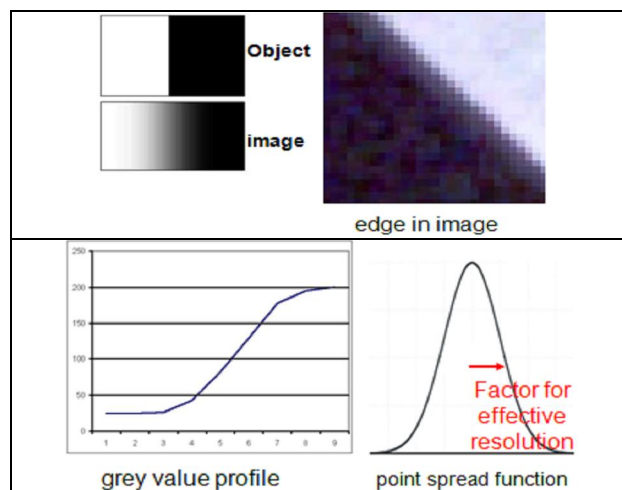 Object
image
edge in image
250
200
150
100
50
0
1 2 3 4 5 6 7 8 9
grey value profile
Factor for
effective
resolution
point spread function